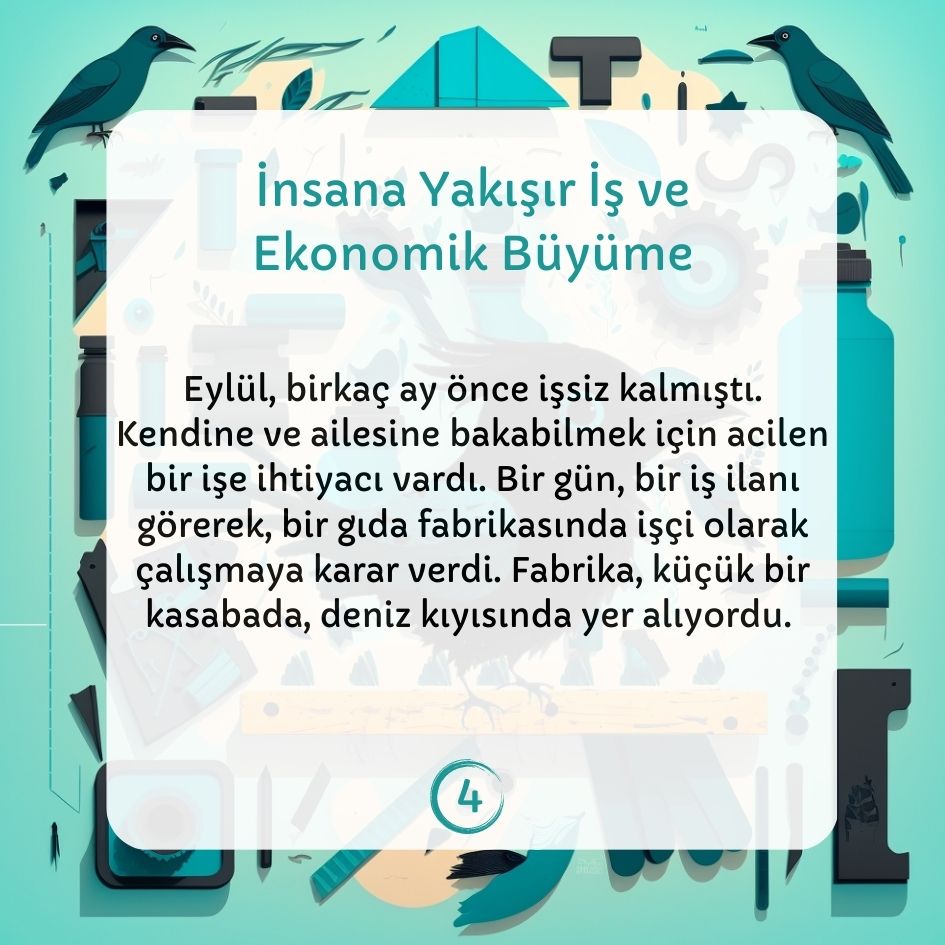 İnsana Yakışır İş ve
Ekonomik Büyüme
Eylül, birkaç ay önce işsiz kalmıştı.
Kendine ve ailesine bakabilmek için acilen
bir işe ihtiyacı vardı. Bir gün, bir iş ilanı
görerek, bir gıda fabrikasında işçi olarak
çalışmaya karar verdi. Fabrika, küçük bir
kasabada, deniz kıyısında yer alıyordu.
4